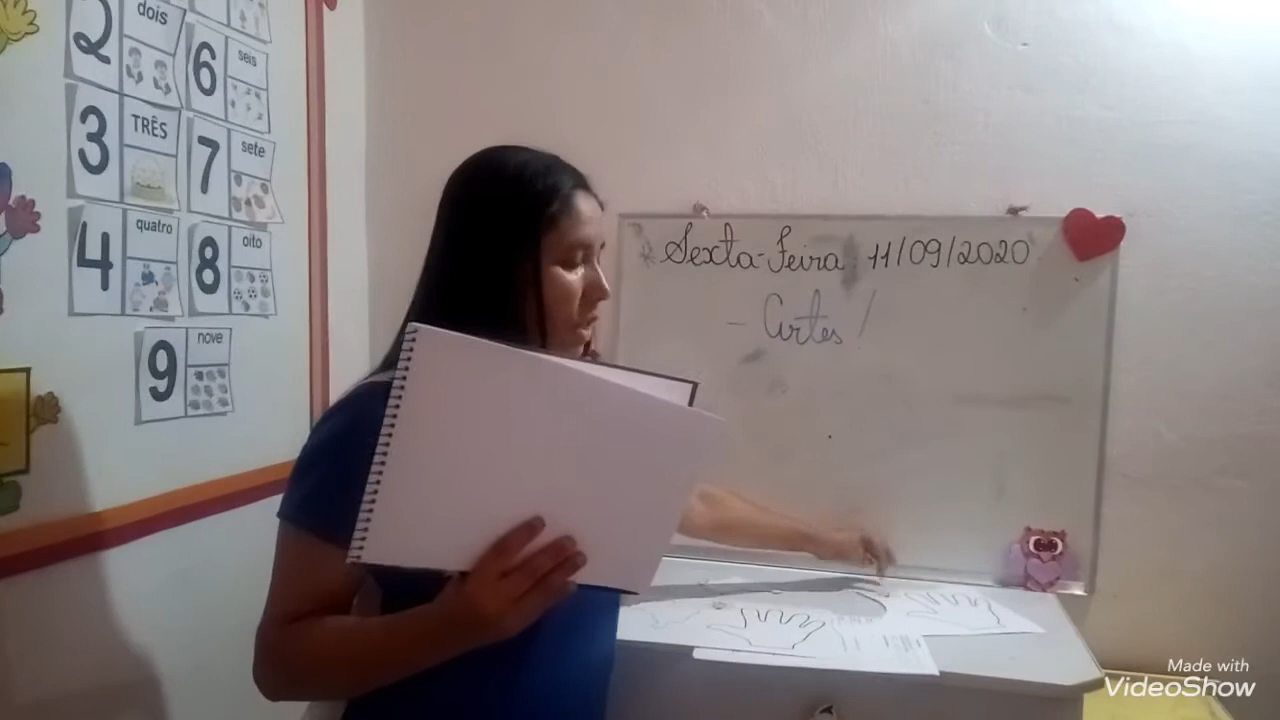 2 dois
6 seis
3 TRÊS
7 sete
4 quatro
8 oito
9 nove
Sexta-Feira 11/09/2020
- Artes /
Made with
VideoShow